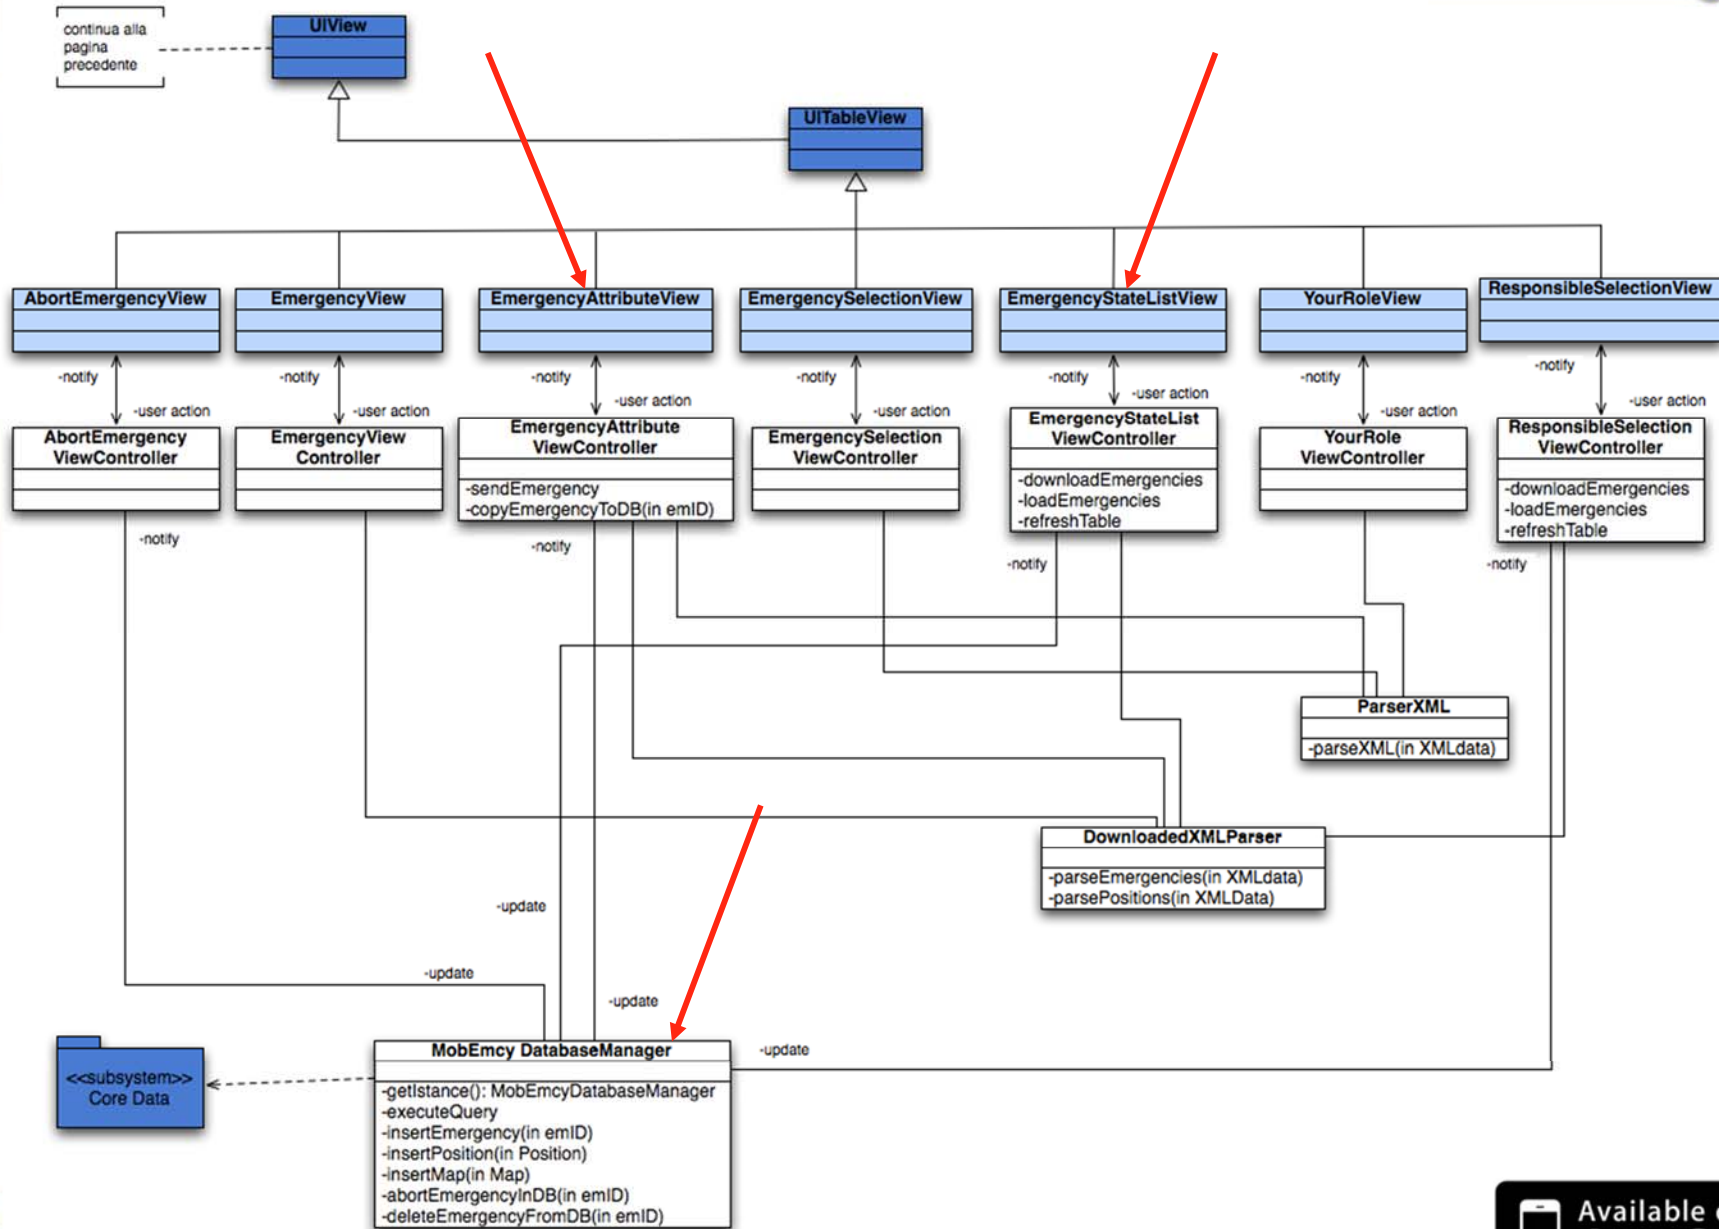 continua alla
pagina
precedente
UIView
UITableView
AbortEmergencyView
EmergencyView
EmergencyAttributeView
EmergencySelectionView
EmergencyStateListView
YourRoleView
ResponsibleSelectionView
-notify
-notify
-notify
-notify
-notify
-notify
-notify
-user action
-user action
-user action
-user action
-user action
-user action
-user action
AbortEmergency
ViewController
EmergencyView
Controller
EmergencyAttribute
ViewController
-sendEmergency
-copyEmergencyToDB(in emID)
EmergencySelection
ViewController
EmergencyStateList
ViewController
-downloadEmergencies
-loadEmergencies
-refreshTable
YourRole
ViewController
ResponsibleSelection
ViewController
-downloadEmergencies
-loadEmergencies
-refreshTable
-notify
-notify
-notify
-notify
ParserXML
-parseXML(in XMLdata)
DownloadedXMLParser
-parseEmergencies(in XMLdata)
-parsePositions(in XMLData)
-update
-update
-update
-update
<<subsystem>>
Core Data
MobEmcy DatabaseManager
-getIstance(): MobEmcyDatabaseManager
-executeQuery
-insertEmergency(in emID)
-insertPosition(in Position)
-insertMap(in Map)
-abortEmergencyInDB(in emID)
-deleteEmergencyFromDB(in emID)
Available